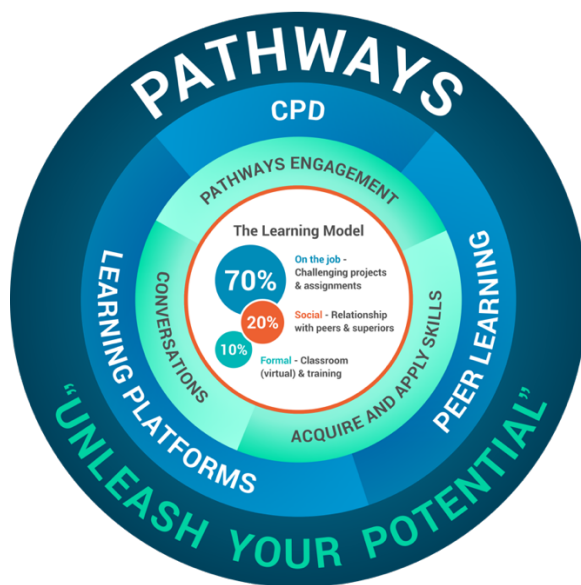 PATHWAYS
CPD
PATHWAYS ENGAGEMENT
The Learning Model
70%
On the job -
Challenging projects
& assignments
20%
Social - Relationship
with peers & superiors
10%
Formal - Classroom
(virtual) & training
CONVERSATIONS
ACQUIRE AND APPLY SKILLS
LEARNING PLATFORMS
PEER LEARNING
“UNLEASH YOUR POTENTIAL”